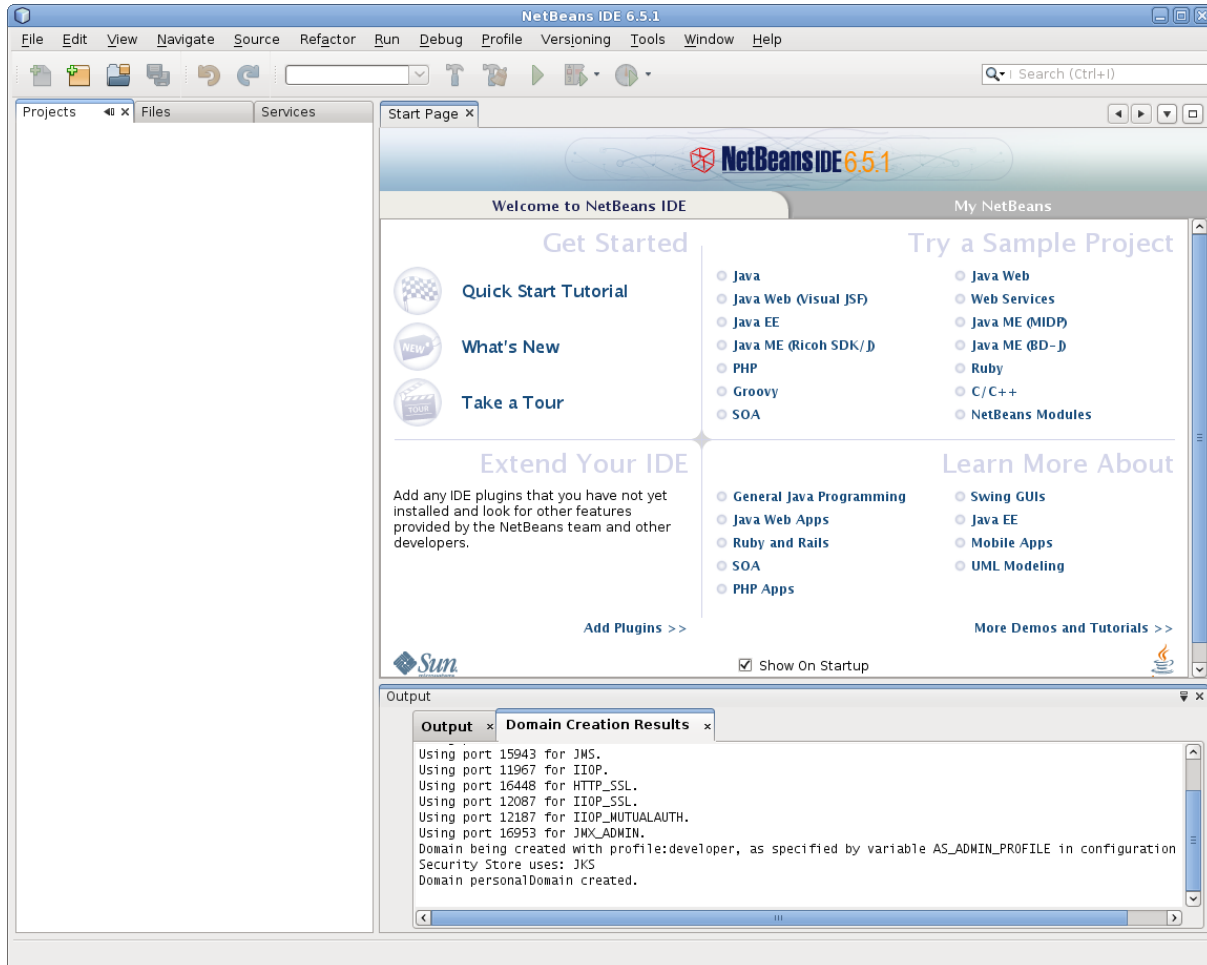 NetBeans IDE 6.5.1
File Edit View Navigate Source Refactor Run Debug Profile Versioning Tools Window Help
Search (Ctrl+I)
Projects Files Services
Start Page
NetBeans IDE 6.5.1
Welcome to NetBeans IDE
My NetBeans
Get Started
Quick Start Tutorial
NEW
What's New
TOUR
Take a Tour
Try a Sample Project
Java
Java Web (Visual JSF)
Java EE
Java ME (Ricoh SDK/J)
PHP
Groovy
SOA
Java Web
Web Services
Java ME (MIDP)
Java ME (BD-J)
Ruby
C/C++
NetBeans Modules
Extend Your IDE
Add any IDE plugins that you have not yet
installed and look for other features
provided by the NetBeans team and other
developers.
Add Plugins >>
Learn More About
General Java Programming
Java Web Apps
Ruby and Rails
SOA
PHP Apps
Swing GUIs
Java EE
Mobile Apps
UML Modeling
More Demos and Tutorials >>
Sun
Show On Startup
Output
Output Domain Creation Results
Using port 15943 for JMS.
Using port 11967 for IIOP.
Using port 16448 for HTTP_SSL.
Using port 12087 for IIOP_SSL.
Using port 12187 for IIOP_MUTUALAUTH.
Using port 16953 for JMX_ADMIN.
Domain being created with profile:developer, as specified by variable AS_ADMIN_PROFILE in configuration
Security Store uses: JKS
Domain personalDomain created.